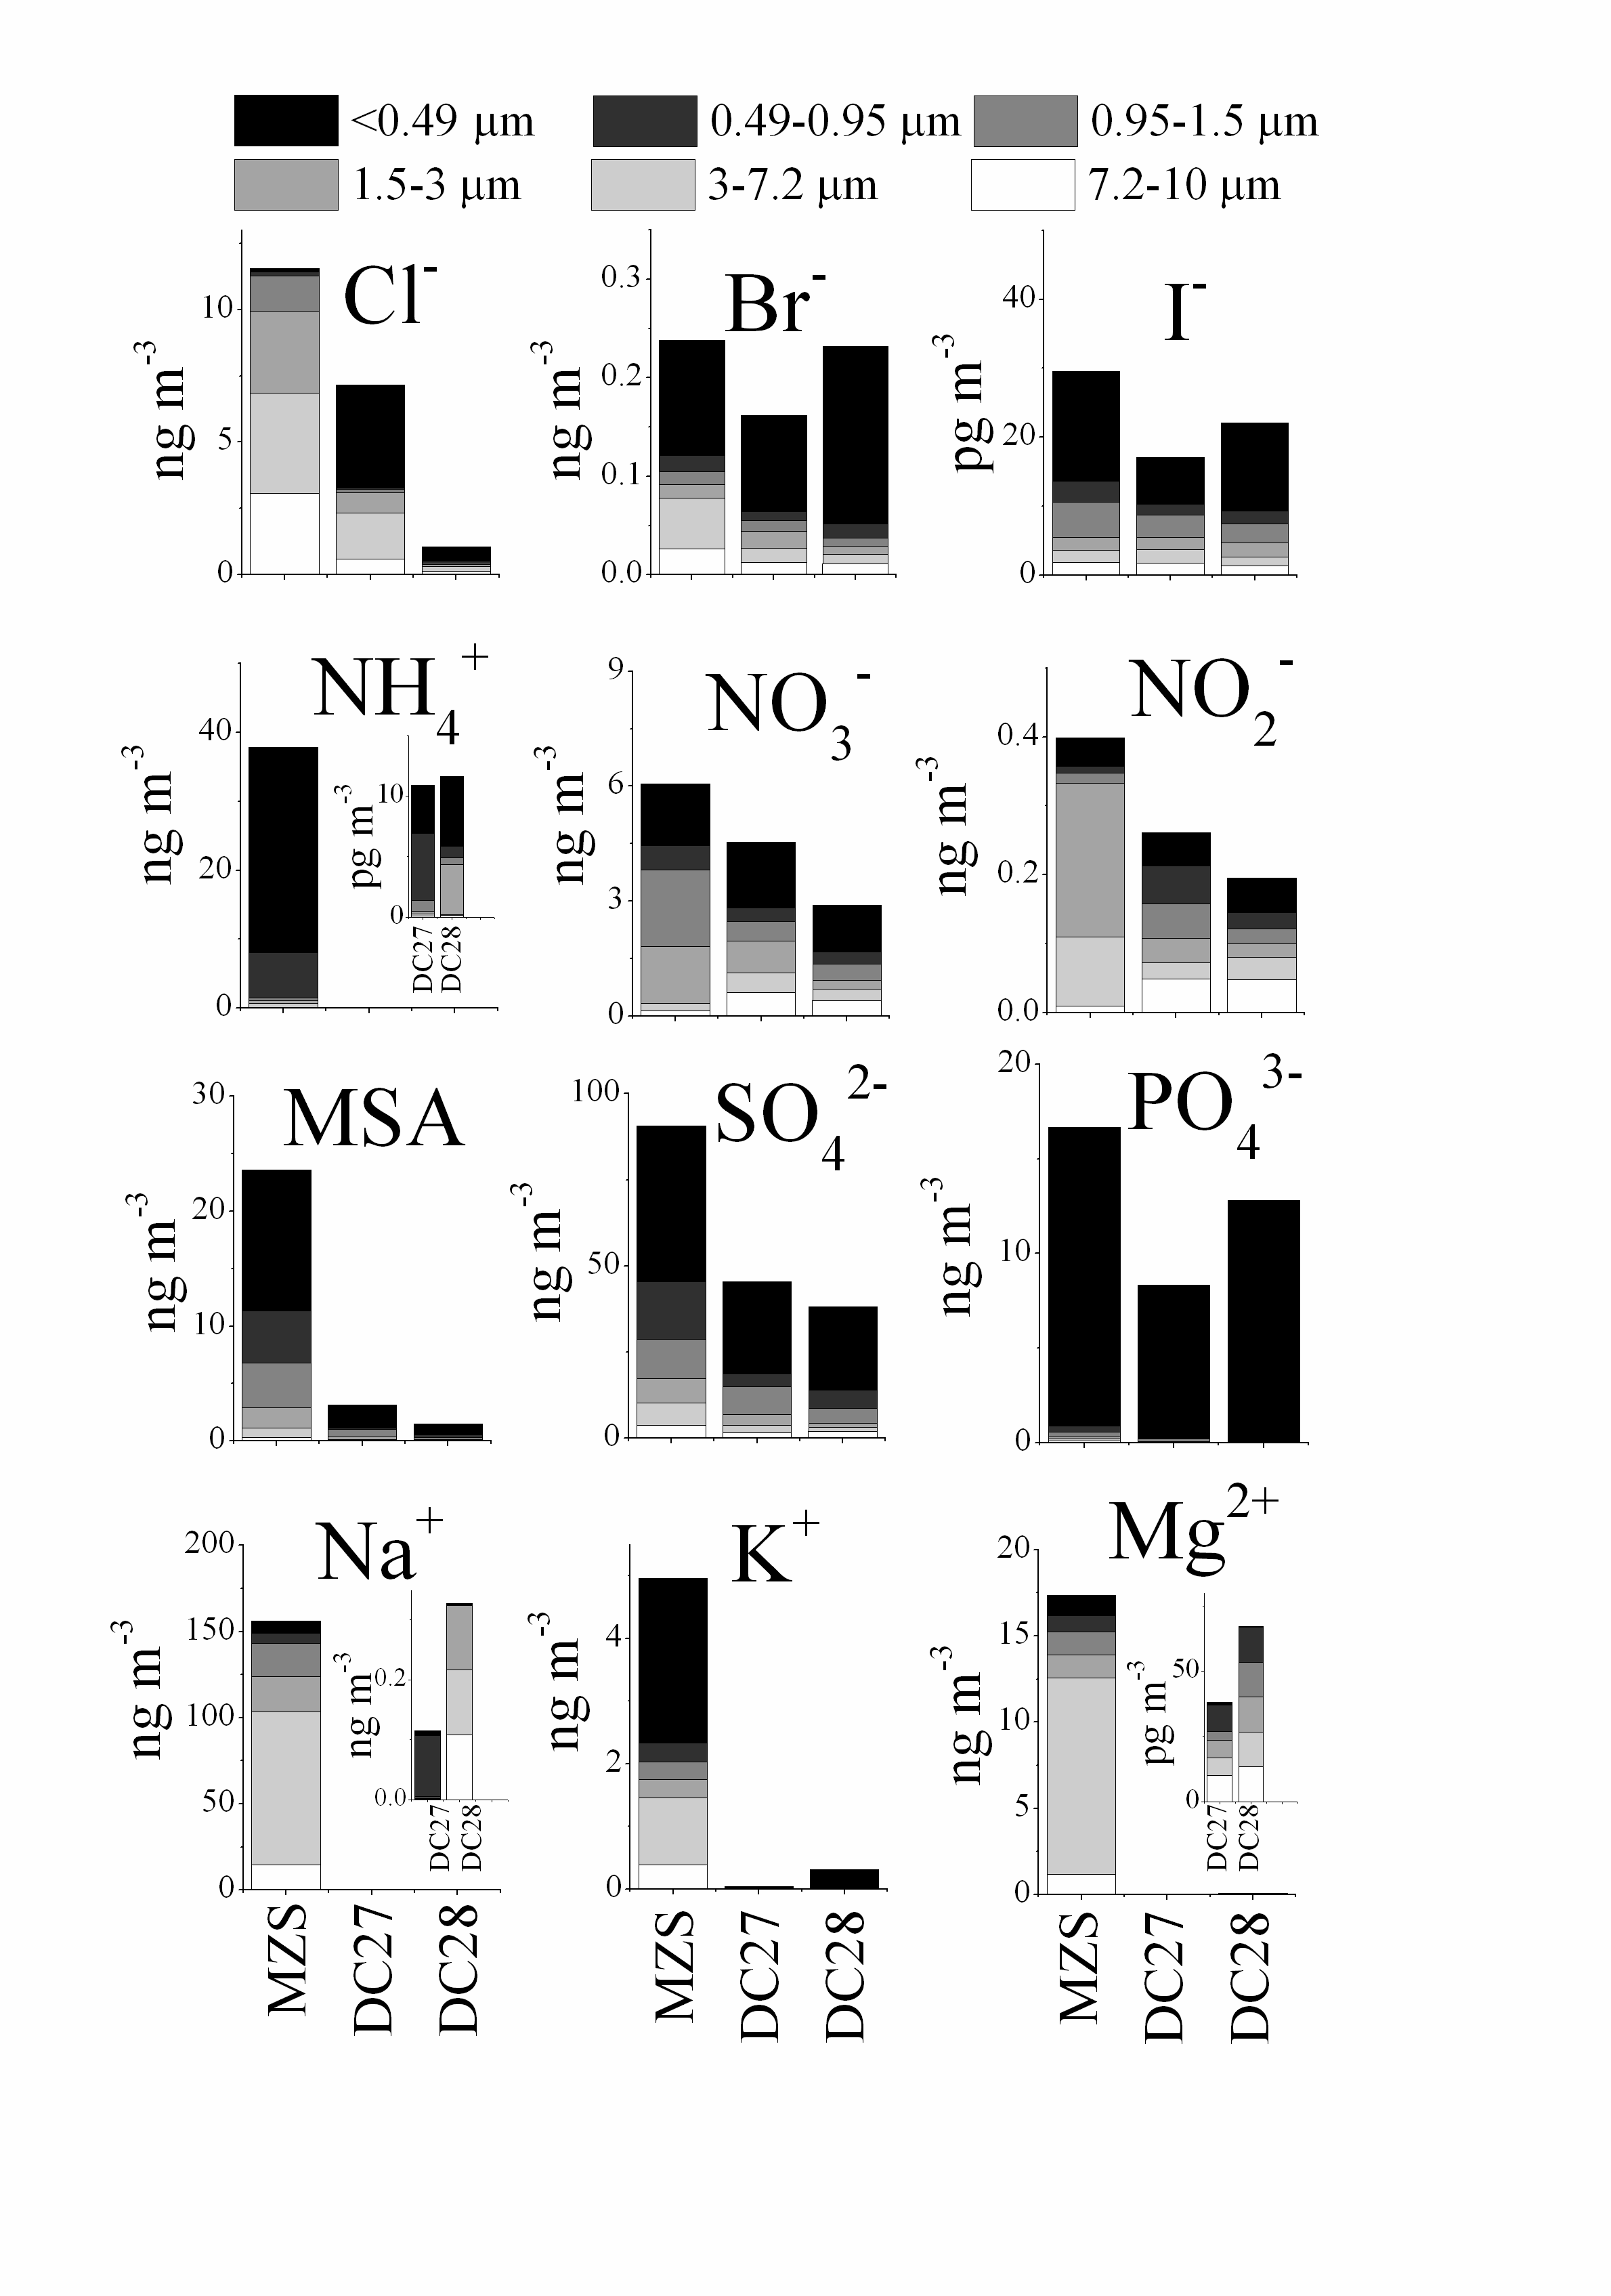 <0.49 μm 0.49-0.95 μm 0.95-1.5 μm
1.5-3 μm 3-7.2 μm 7.2-10 μm
Cl-
ng m-3
10
5
0
Br-
ng m-3
0.3
0.2
0.1
0.0
I-
pg m-3
40
20
0
NH4+
ng m-3
40
20
0
pg m-3
10
0
DC27
DC28
NO3-
ng m-3
9
6
3
0
NO2-
ng m-3
0.4
0.2
0.0
MSA
ng m-3
30
20
10
0
SO42-
ng m-3
100
50
0
PO43-
ng m-3
20
10
0
Na+
ng m-3
200
150
100
50
0
ng m-3
0.2
0.0
DC27
DC28
MZS
DC27
DC28
K+
ng m-3
4
2
0
MZS
DC27
DC28
Mg2+
ng m-3
20
15
10
5
0
pg m-3
50
0
DC27
DC28
MZS
DC27
DC28